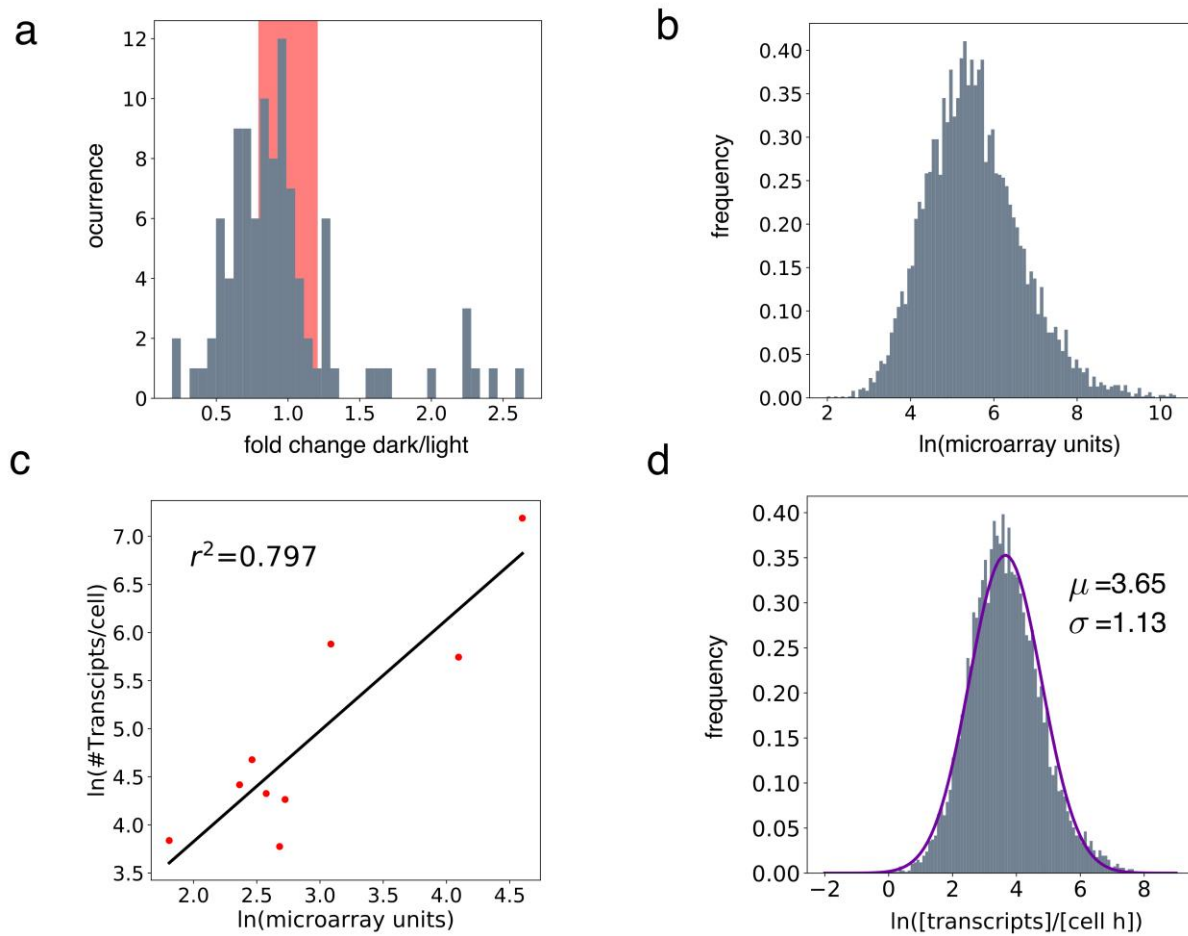 a
12
10
8
6
4
2
0
ocurrence
0.5 1.0 1.5 2.0 2.5
fold change dark/light
b
0.40
0.35
0.30
0.25
0.20
0.15
0.10
0.05
0.00
frequency
2 4 6 8 10
ln(microarray units)
c
r²=0.797
7.0
6.5
6.0
5.5
5.0
4.5
4.0
3.5
ln(#Transcipts/cell)
2.0 2.5 3.0 3.5 4.0 4.5
ln(microarray units)
d
0.40
0.35
0.30
0.25
0.20
0.15
0.10
0.05
0.00
frequency
μ =3.65
σ =1.13
−2 0 2 4 6 8
ln([transcripts]/[cell h])